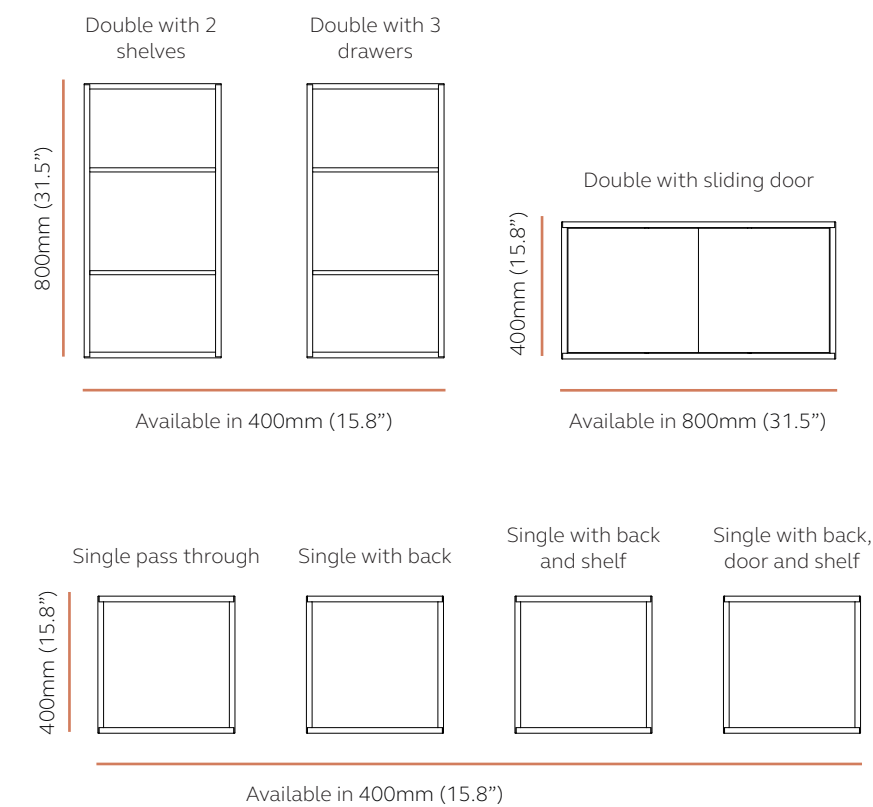 Double with 2
shelves
Double with 3
drawers
800mm (31.5”)
Available in 400mm (15.8”)
Double with sliding door
400mm (15.8”)
Available in 800mm (31.5”)
Single pass through
Single with back
Single with back
and shelf
Single with back,
door and shelf
400mm (15.8”)
Available in 400mm (15.8”)